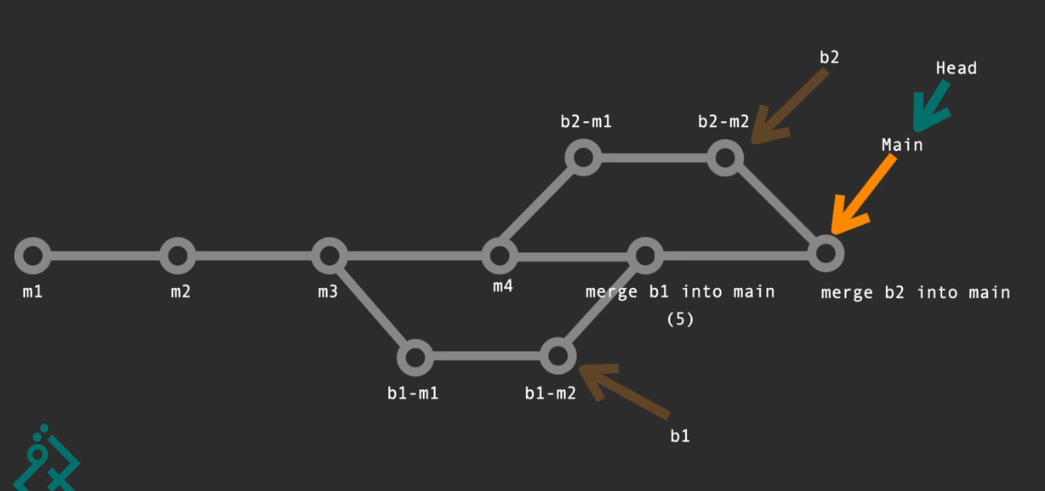 b2
Head
b2-m1
b2-m2
Main
m1
m2
m3
m4
merge b1 into main
(5)
merge b2 into main
b1-m1
b1-m2
b1